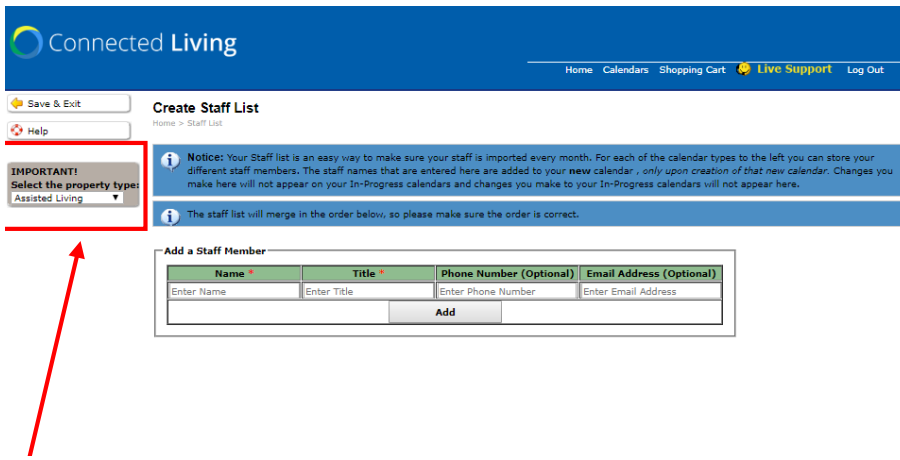 Connected Living
Home Calendars Shopping Cart Live Support Log Out
Save & Exit
Help
IMPORTANT!
Select the property type:
Assisted Living
Create Staff List
Home > Staff List
Notice: Your Staff list is an easy way to make sure your staff is imported every month. For each of the calendar types to the left you can store your
different staff members. The staff names that are entered here are added to your new calendar , only upon creation of that new calendar. Changes you
make here will not appear on your In-Progress calendars and changes you make to your In-Progress calendars will not appear here.
The staff list will merge in the order below, so please make sure the order is correct.
Add a Staff Member
Name * Title * Phone Number (Optional) Email Address (Optional)
Enter Name Enter Title Enter Phone Number Enter Email Address
Add